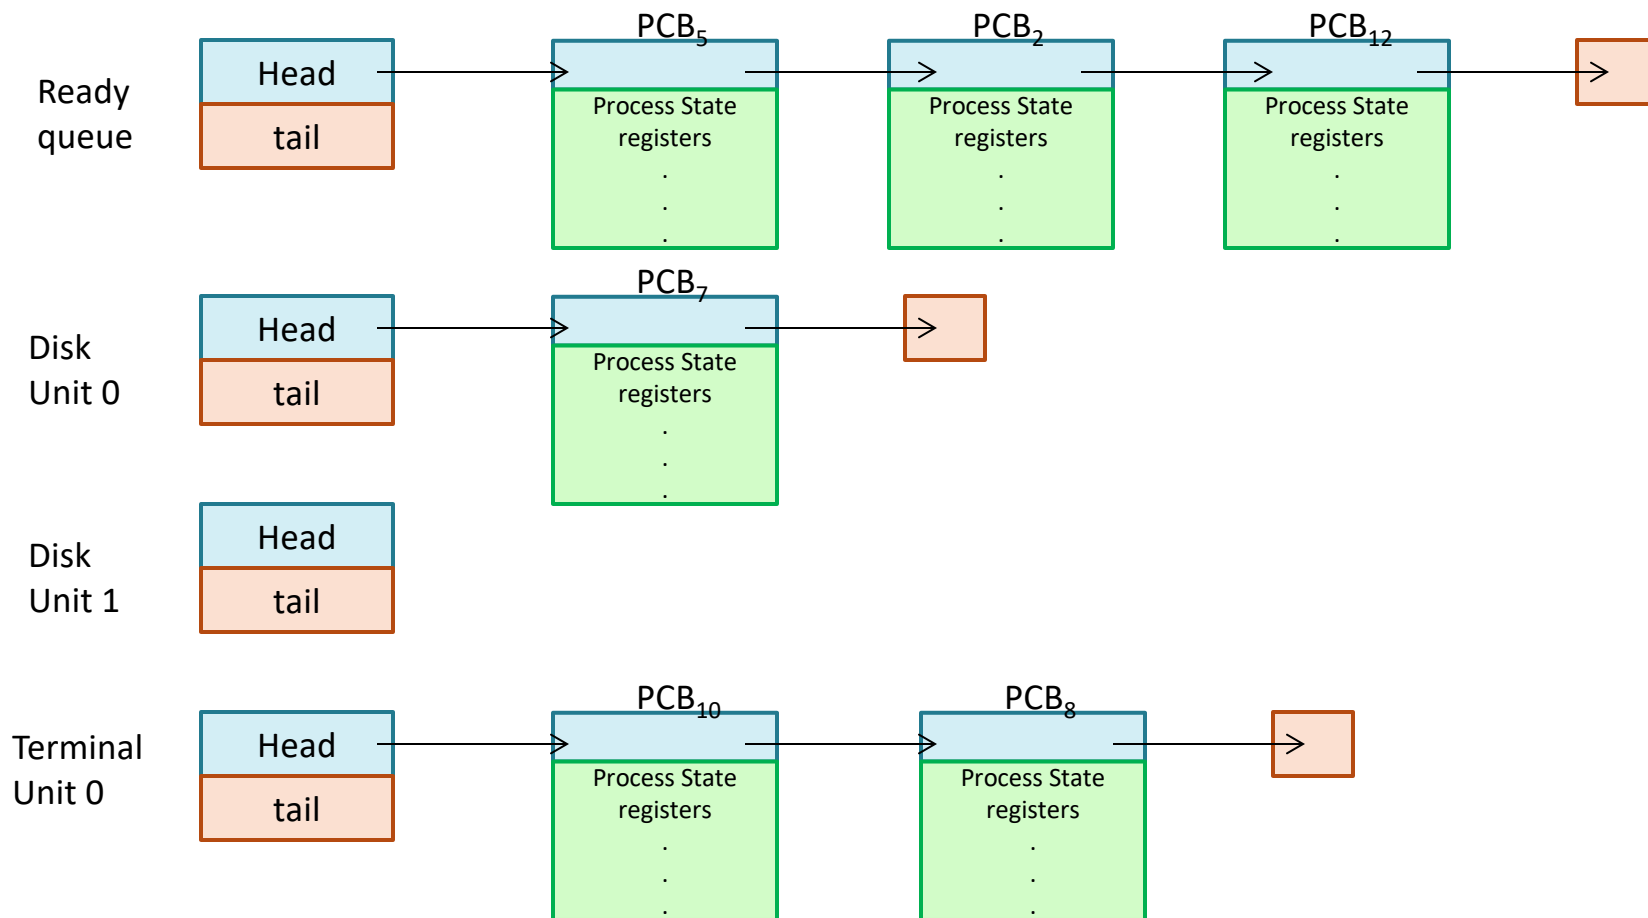 PCB5
PCB2
PCB12
Ready
queue
Head
tail
Process State
registers
.
.
.
Process State
registers
.
.
.
Process State
registers
.
.
.
PCB7
Disk
Unit 0
Head
tail
Process State
registers
.
.
.
Disk
Unit 1
Head
tail
PCB10
PCB8
Terminal
Unit 0
Head
tail
Process State
registers
.
.
.
Process State
registers
.
.
.